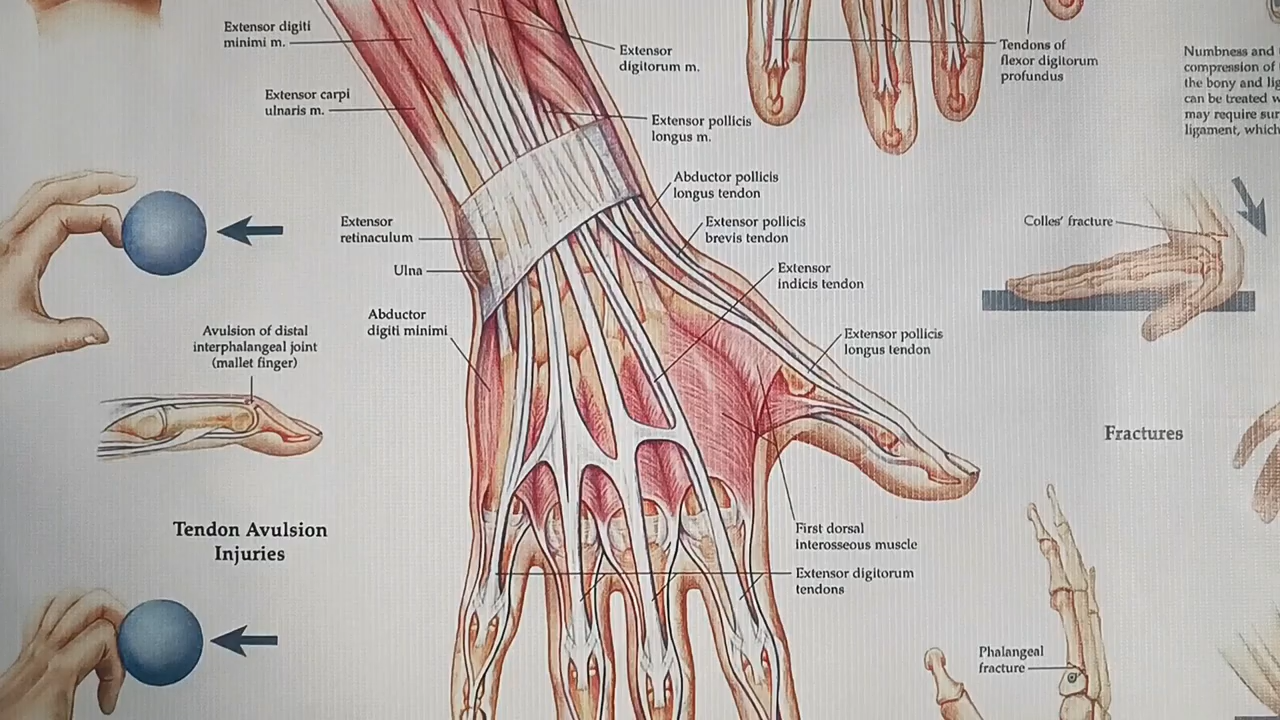 Extensor digiti
minimi m.
Extensor
digitorum m.
Tendons of
flexor digitorum
profundus
Numbness and
compression of
the bony and lig
can be treated w
may require sur
ligament, which
Extensor carpi
ulnaris m.
Extensor pollicis
longus m.
Abductor pollicis
longus tendon
Extensor
retinaculum
Extensor pollicis
brevis tendon
Colles' fracture
Ulna
Extensor
indicis tendon
Abductor
digiti minimi
Avulsion of distal
interphalangeal joint
(mallet finger)
Extensor pollicis
longus tendon
Fractures
Tendon Avulsion
Injuries
First dorsal
interosseous muscle
Extensor digitorum
tendons
Phalangeal
fracture